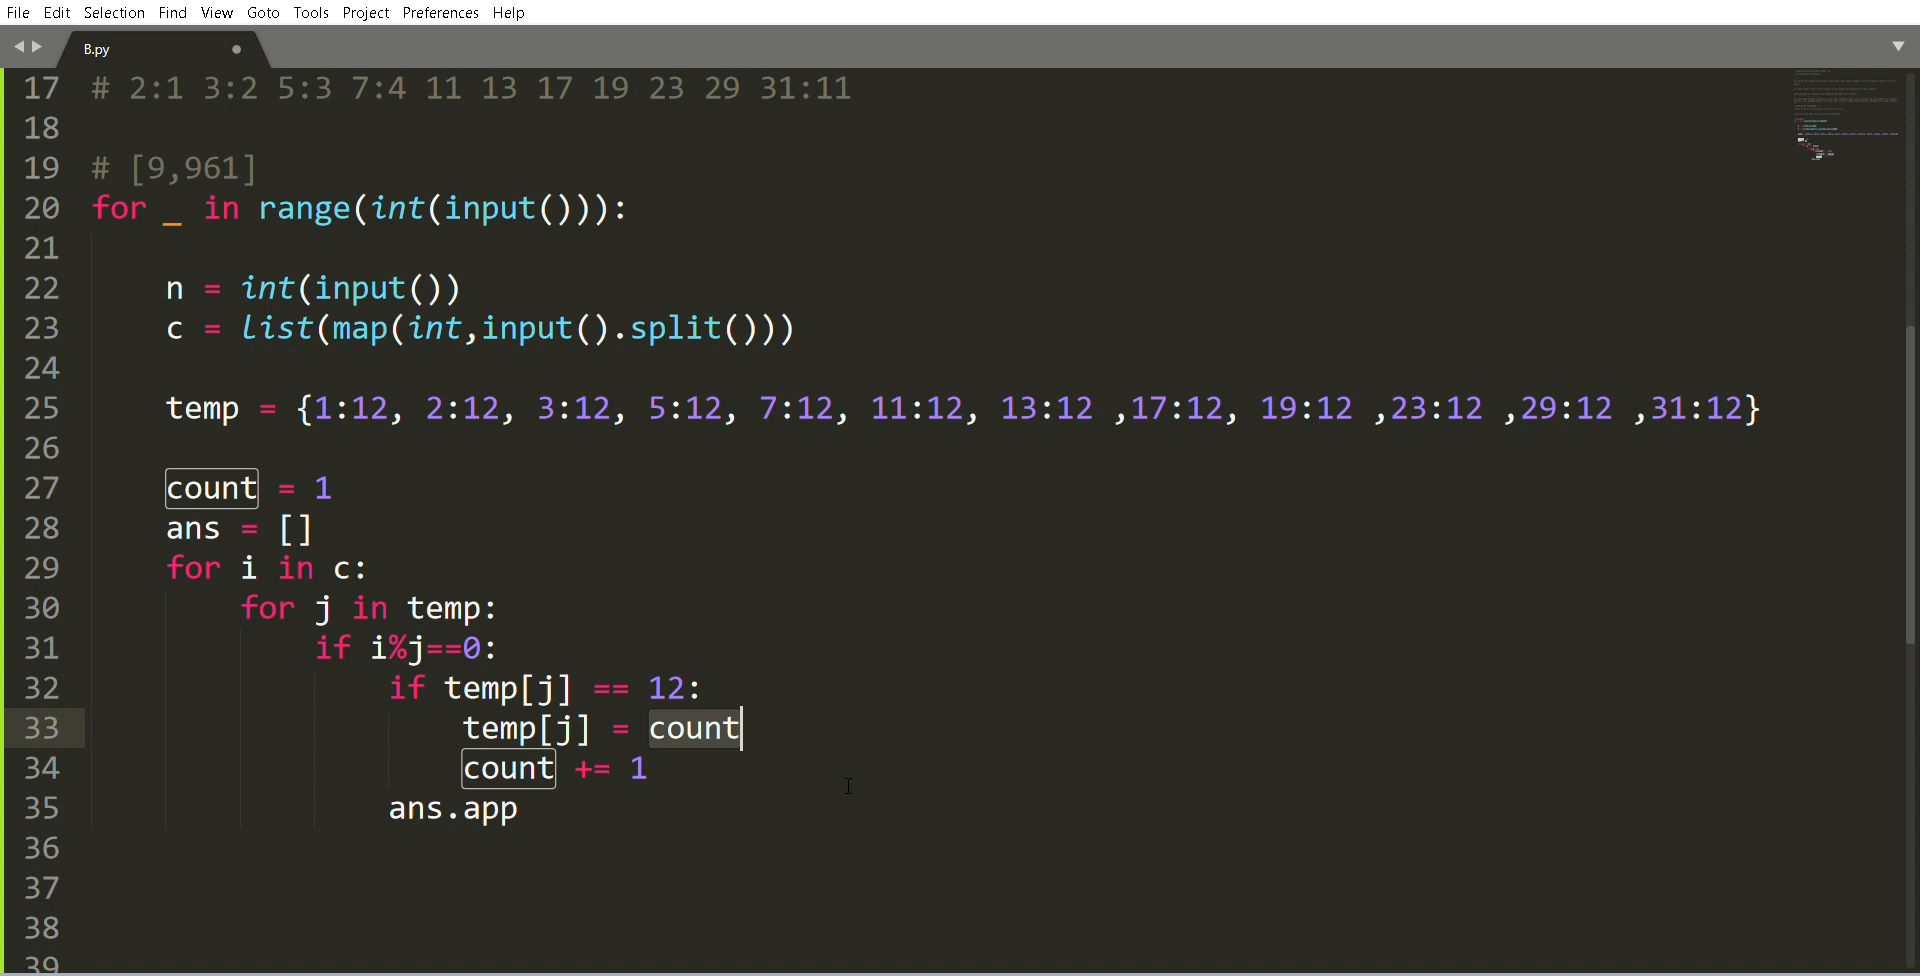 File Edit Selection Find View Goto Tools Project Preferences Help
B.py
17 # 2:1 3:2 5:3 7:4 11 13 17 19 23 29 31:11
18
19 # [9,961]
20 for _ in range(int(input())):
21
22 n = int(input())
23 c = list(map(int,input().split()))
24
25 temp = {1:12, 2:12, 3:12, 5:12, 7:12, 11:12, 13:12 ,17:12, 19:12 ,23:12 ,29:12 ,31:12}
26
27 count = 1
28 ans = []
29 for i in c:
30 for j in temp:
31 if i%j==0:
32 if temp[j] == 12:
33 temp[j] = count
34 count += 1
35 ans.app
36
37
38
39